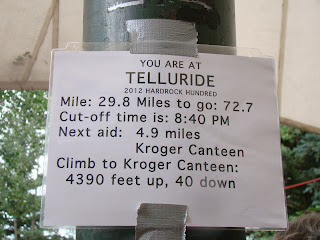 YOU ARE AT
TELLURIDE
2012 HARDROCK HUNDRED
Mile: 29.8 Miles to go: 72.7
Cut-off time is: 8:40 PM
Next aid: 4.9 miles
Kroger Canteen
Climb to Kroger Canteen:
4390 feet up, 40 down